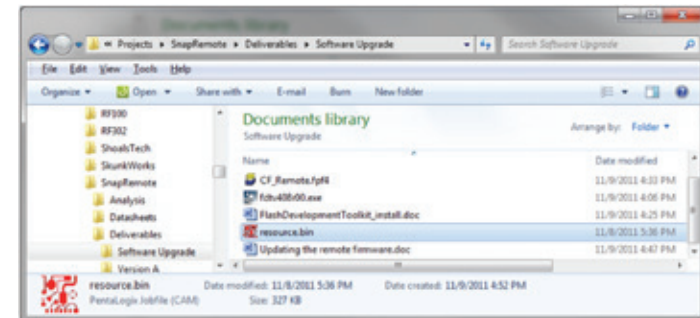 Documents library
« Projects ▸ SnapRemote ▸ Deliverables ▸ Software Upgrade
Search Software Upgrade
File Edit View Tools Help
Organize Open Share with E-mail Burn New folder
RF100
RF302
ShoalsTech
SkunkWorks
SnapRemote
Analysis
Datasheets
Deliverables
Software Upgrade
Version A
Documents library
Software Upgrade
Arrange by: Folder
Name Date modified
CF_Remote.fpf4 11/9/2011 4:33 PM
fdtv408r00.exe 11/9/2011 4:06 PM
FlashDevelopmentToolkit_install.doc 11/9/2011 4:25 PM
resource.bin 11/8/2011 5:36 PM
Updating the remote firmware.doc 11/9/2011 4:47 PM
resource.bin Date modified: 11/8/2011 5:36 PM Date created: 11/9/2011 4:52 PM
PentaLogix Jobfile (CAM) Size: 327 KB